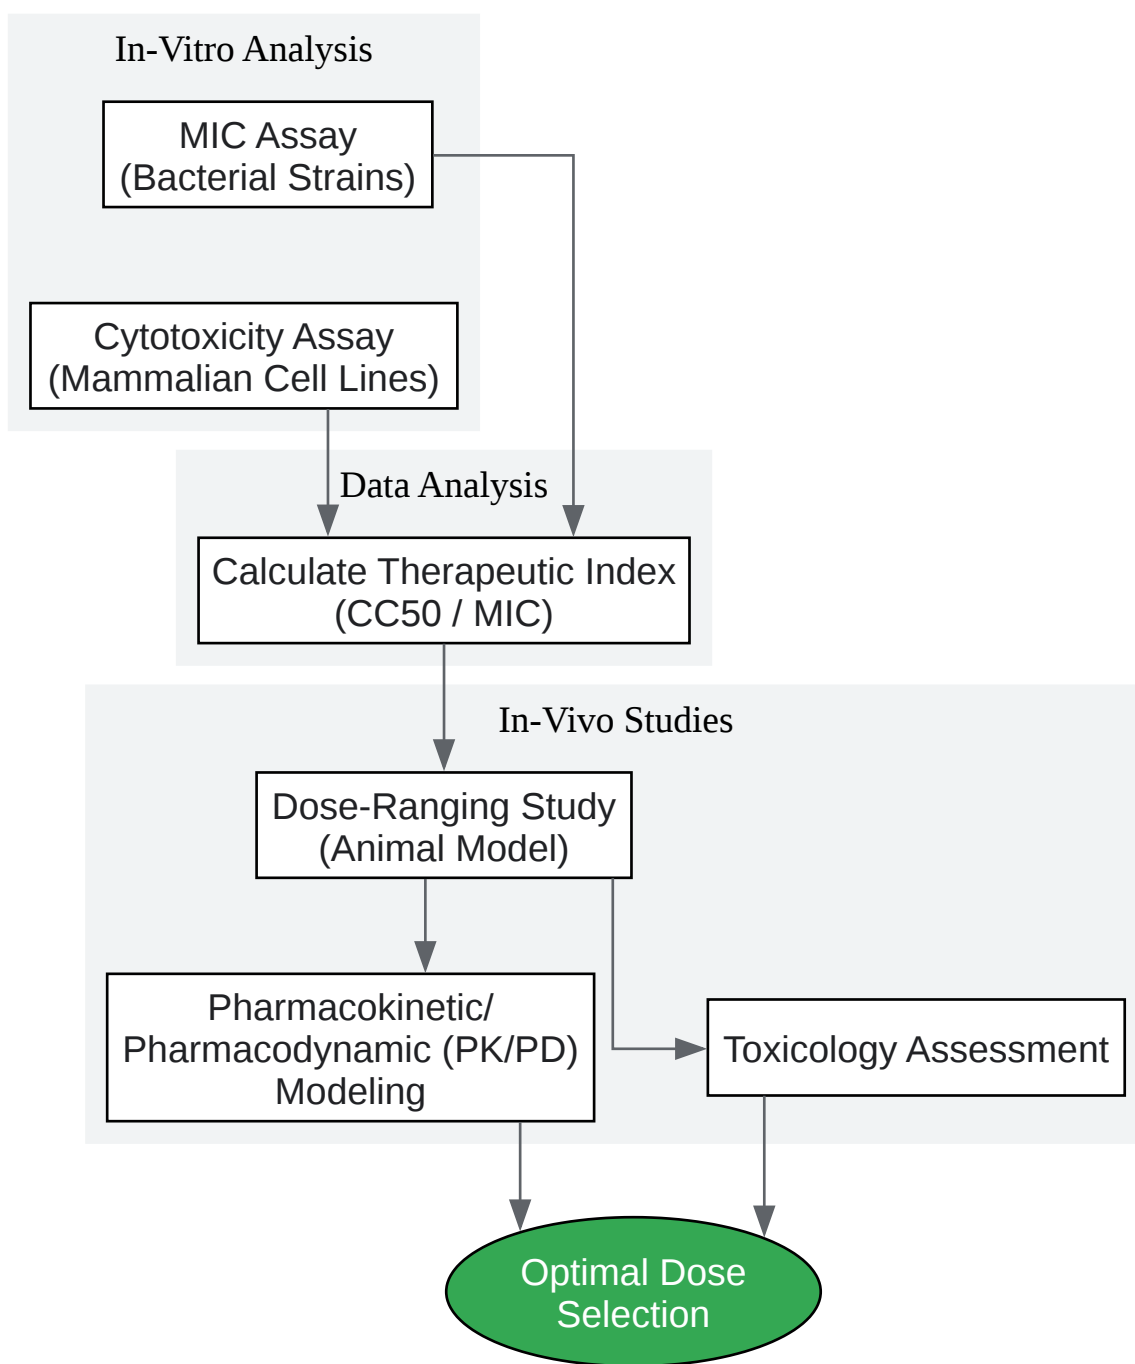 In-Vitro Analysis
MIC Assay
(Bacterial Strains)
Cytotoxicity Assay
(Mammalian Cell Lines)
Data Analysis
Calculate Therapeutic Index
(CC50 / MIC)
In-Vivo Studies
Dose-Ranging Study
(Animal Model)
Pharmacokinetic/
Pharmacodynamic (PK/PD)
Modeling
Toxicology Assessment
Optimal Dose
Selection